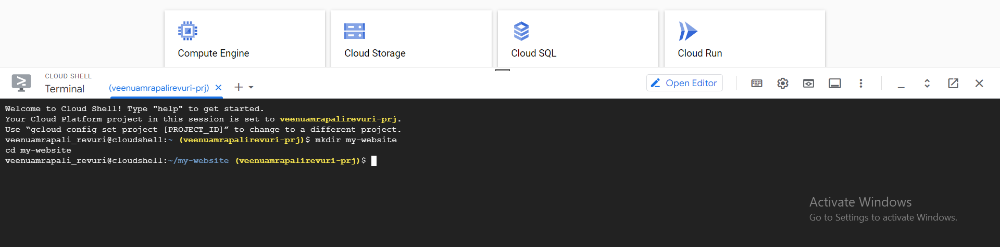 Compute Engine
Cloud Storage
Cloud SQL
Cloud Run
CLOUD SHELL
Terminal
(veenuamrapalirevuri-prj)
Open Editor
Welcome to Cloud Shell! Type "help" to get started.
Your Cloud Platform project in this session is set to veenuamrapalirevuri-prj.
Use “gcloud config set project [PROJECT_ID]” to change to a different project.
veenuamrapali_revuri@cloudshell:~ (veenuamrapalirevuri-prj)$ mkdir my-website
cd my-website
veenuamrapali_revuri@cloudshell:~/my-website (veenuamrapalirevuri-prj)$
Activate Windows
Go to Settings to activate Windows.